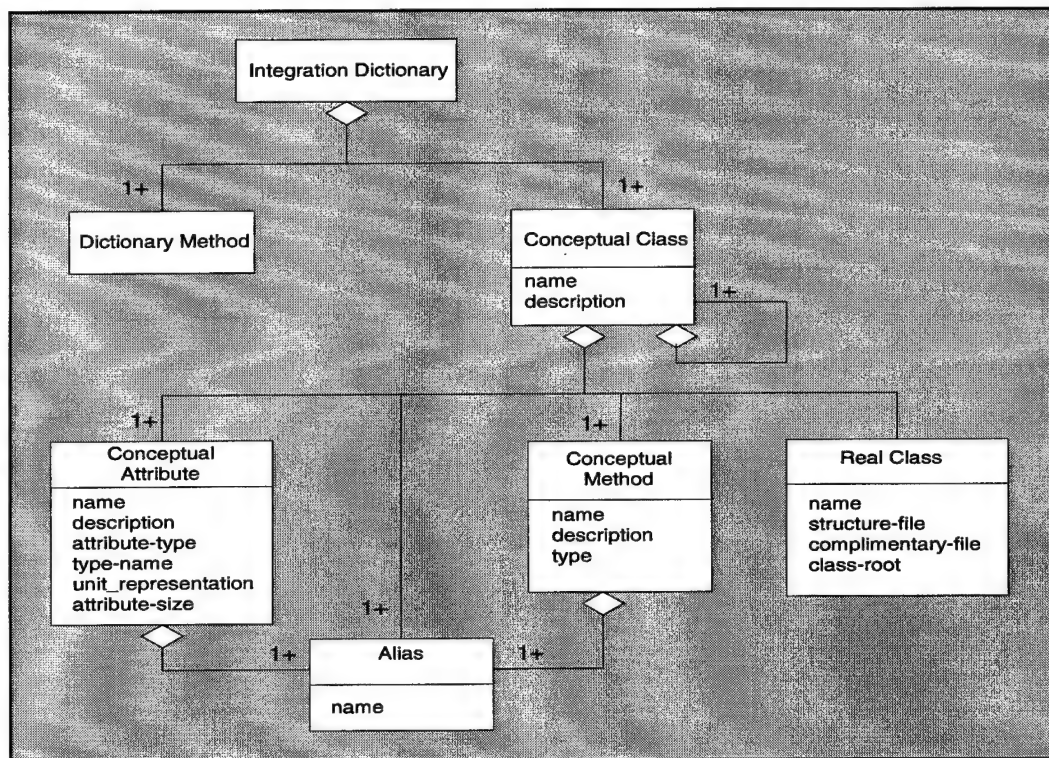 Integration Dictionary
1+
1+
Dictionary Method
Conceptual Class
name
description
1+
1+
1+
Conceptual
Attribute
name
description
attribute-type
type-name
unit_representation
attribute-size
Conceptual
Method
name
description
type
Real Class
name
structure-file
complimentary-file
class-root
1+
1+
1+
Alias
name